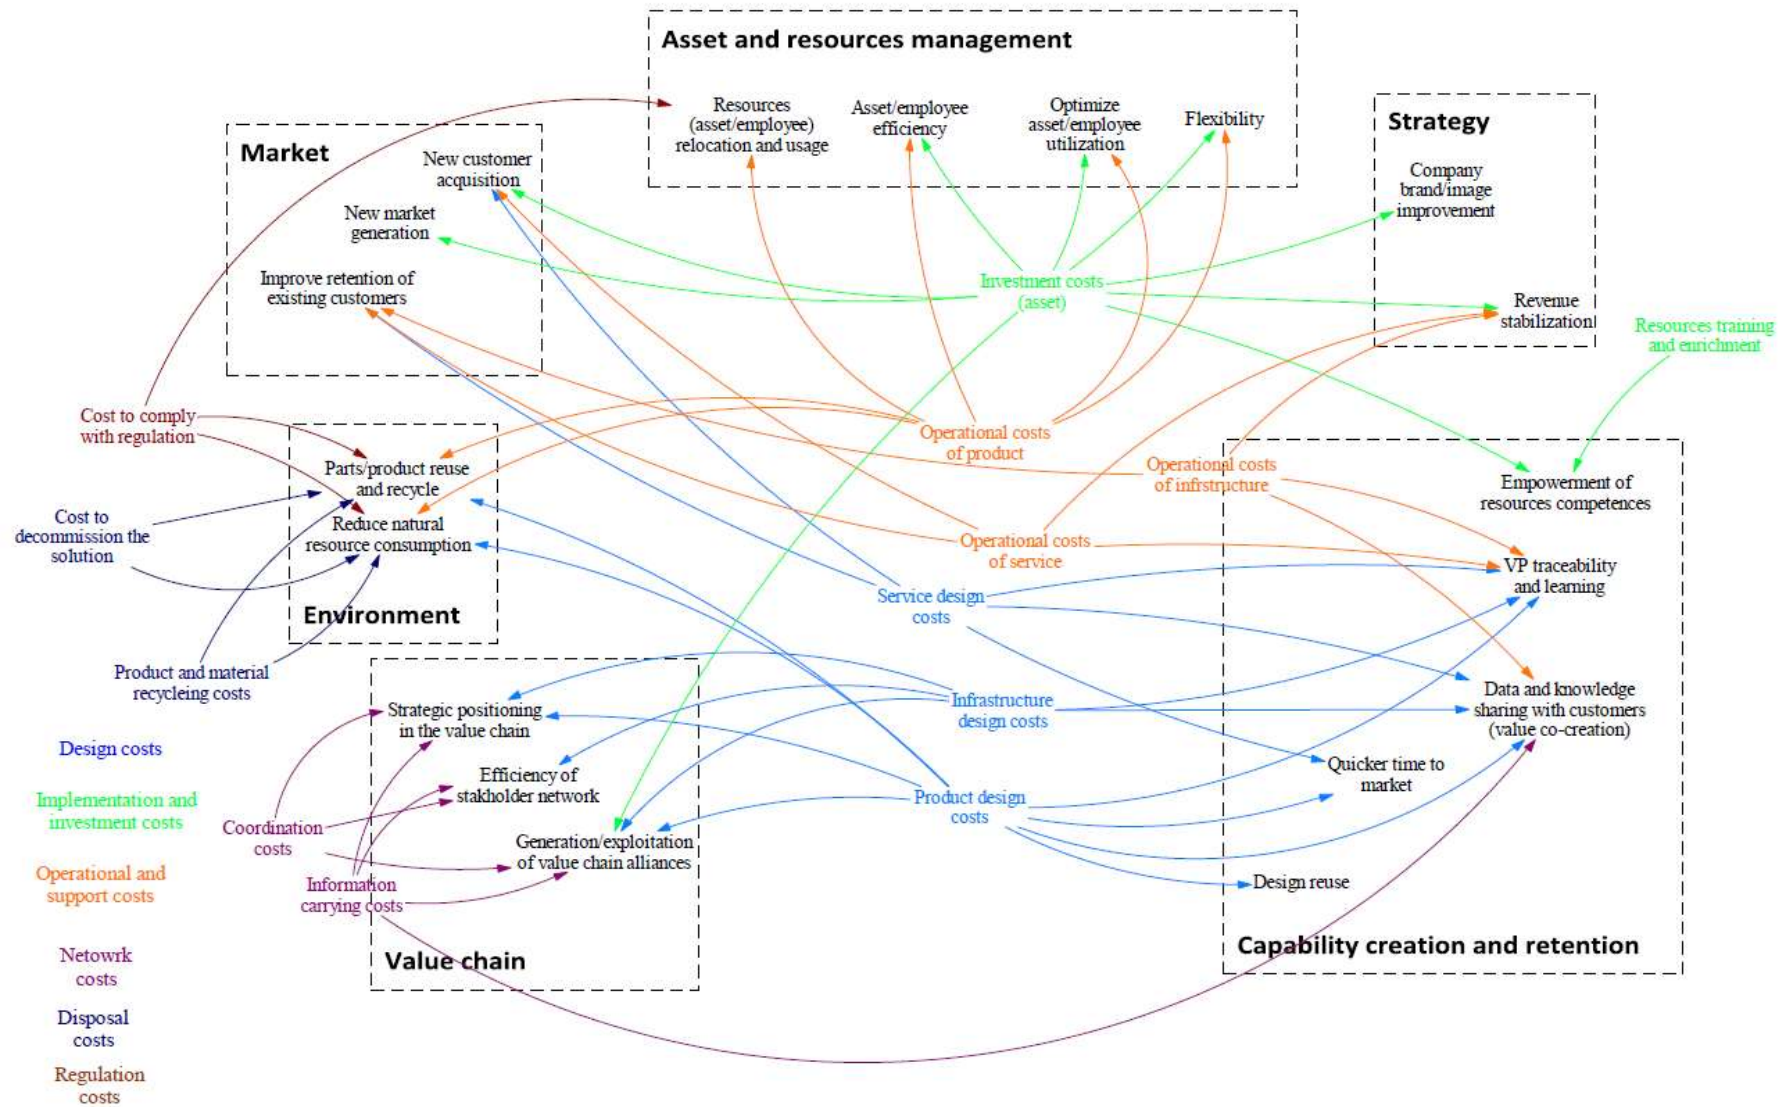 Asset and resources management
Resources
(asset/employee)
relocation and usage
Asset/employee
efficiency
Optimize
asset/employee
utilization
Flexibility
Strategy
Company
brand/image
improvement
Revenue
stabilization
Market
New customer
acquisition
New market
generation
Improve retention of
existing customers
Investment costs
(asset)
Resources training
and enrichment
Cost to comply
with regulation
Operational costs
of product
Operational costs
of infrstructure
Operational costs
of service
Parts/product reuse
and recycle
Reduce natural
resource consumption
Environment
Cost to
decommission the
solution
Product and material
recycleing costs
Service design
costs
Infrastructure
design costs
Product design
costs
Empowerment of
resources competences
VP traceability
and learning
Data and knowledge
sharing with customers
(value co-creation)
Quicker time to
market
Design reuse
Capability creation and retention
Strategic positioning
in the value chain
Efficiency of
stakholder network
Generation/exploitation
of value chain alliances
Value chain
Coordination
costs
Information
carrying costs
Design costs
Implementation and
investment costs
Operational and
support costs
Netowrk
costs
Disposal
costs
Regulation
costs